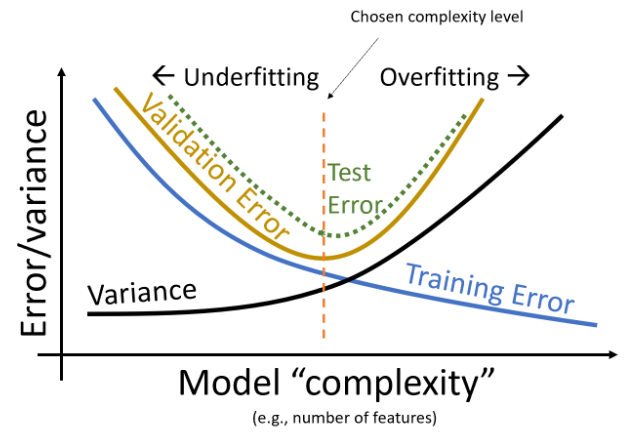 Chosen complexity level
← Underfitting
Overfitting →
Validation Error
Test
Error
Error/variance
Variance
Training Error
Model “complexity”
(e.g., number of features)